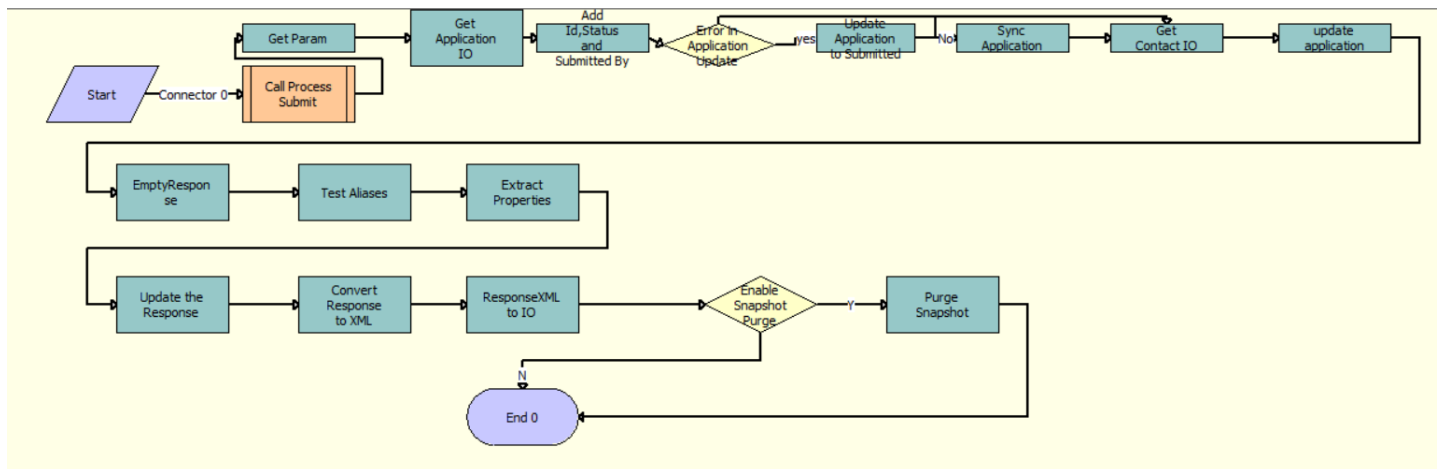 Get Param
Get
Application
IO
Add
Id,Status
and
Submitted By
Error in
Application
Update
yes
Update
Application
to Submitted
No
Sync
Application
Get
Contact IO
update
application
Start
Connector 0
Call Process
Submit
EmptyRespon
se
Test Aliases
Extract
Properties
Update the
Response
Convert
Response
to XML
ResponseXML
to IO
Enable
Snapshot
Purge
Y
Purge
Snapshot
N
End 0